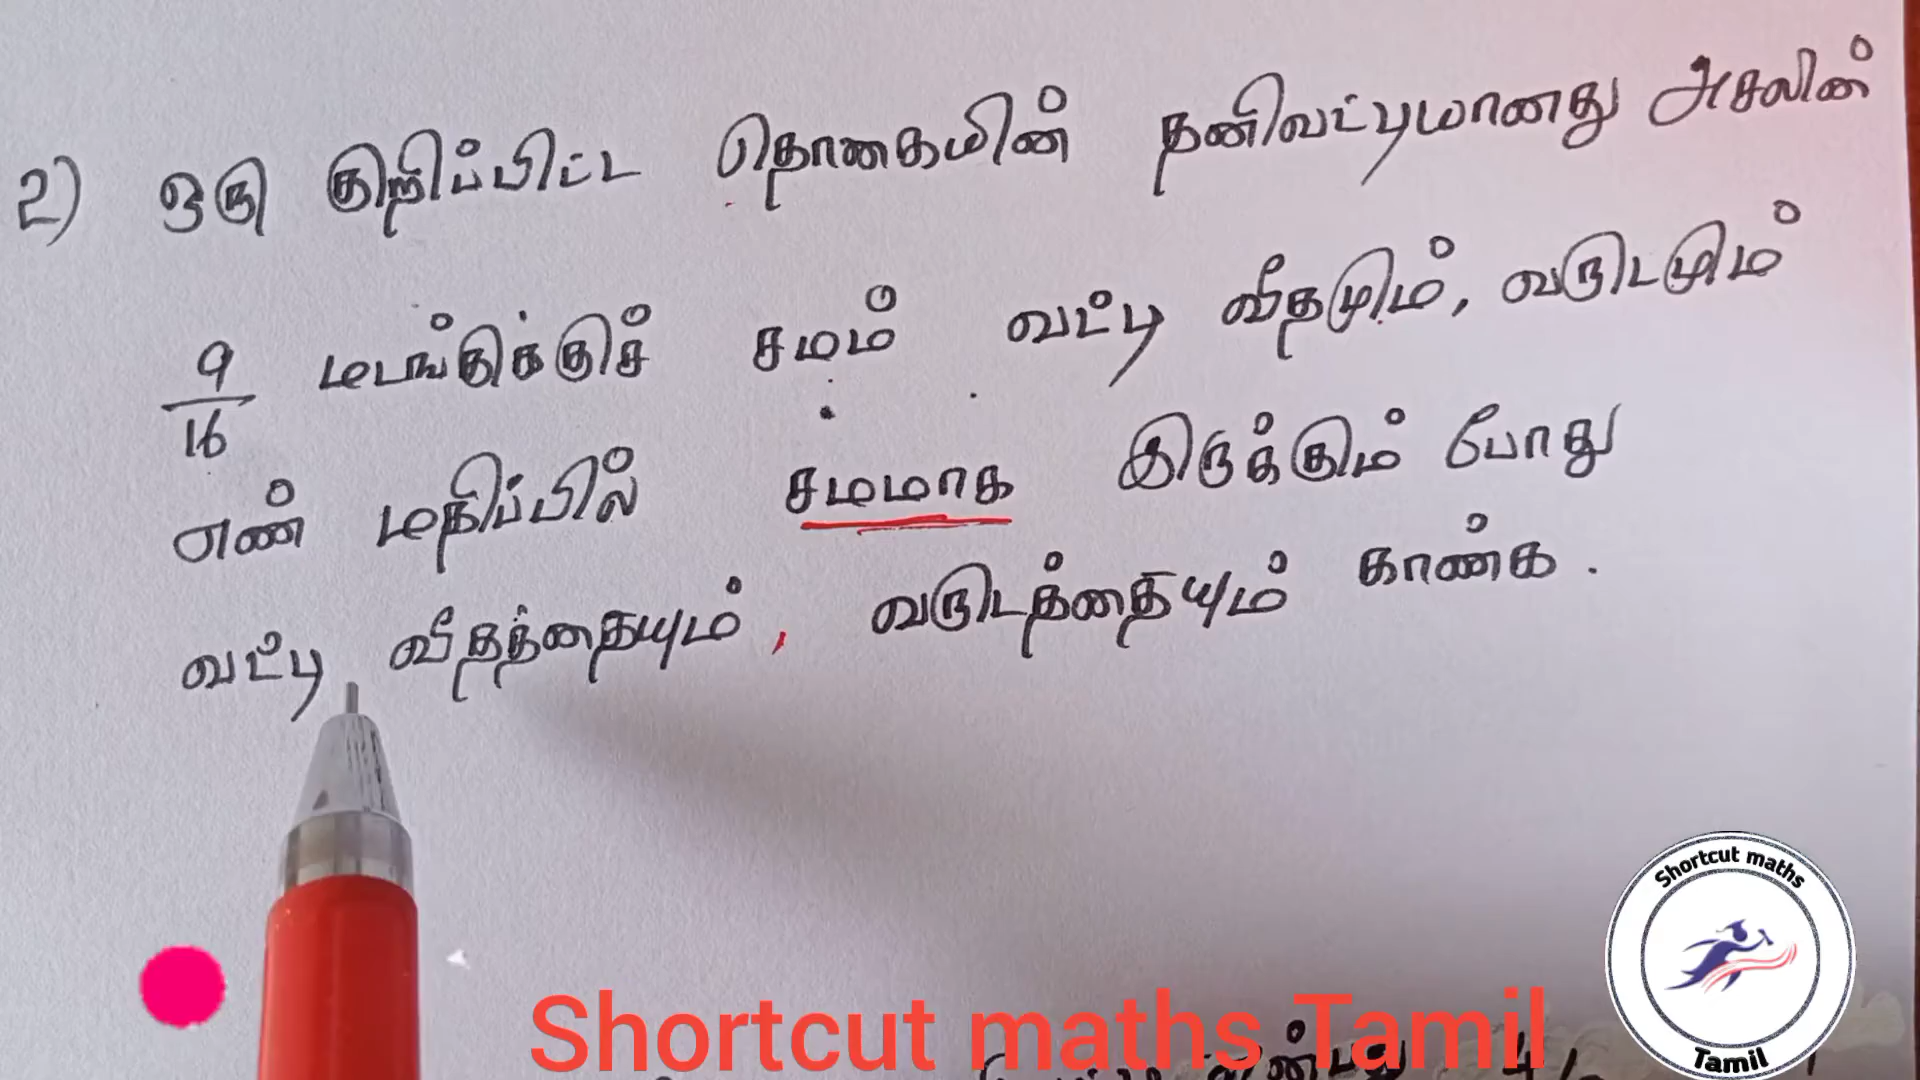 2) ஒரு குறிப்பிட்ட தொகையின் தனிவட்டியானது அசலின்
9/16 மடங்கிக்குச் சமம் வட்டி வீதமும், வருடமும்
எண் மதிப்பில் சமமாக இருக்கும் போது
வட்டி வீதத்தையும், வருடத்தையும் காண்க.
Shortcut maths Tamil
Shortcut maths
Tamil